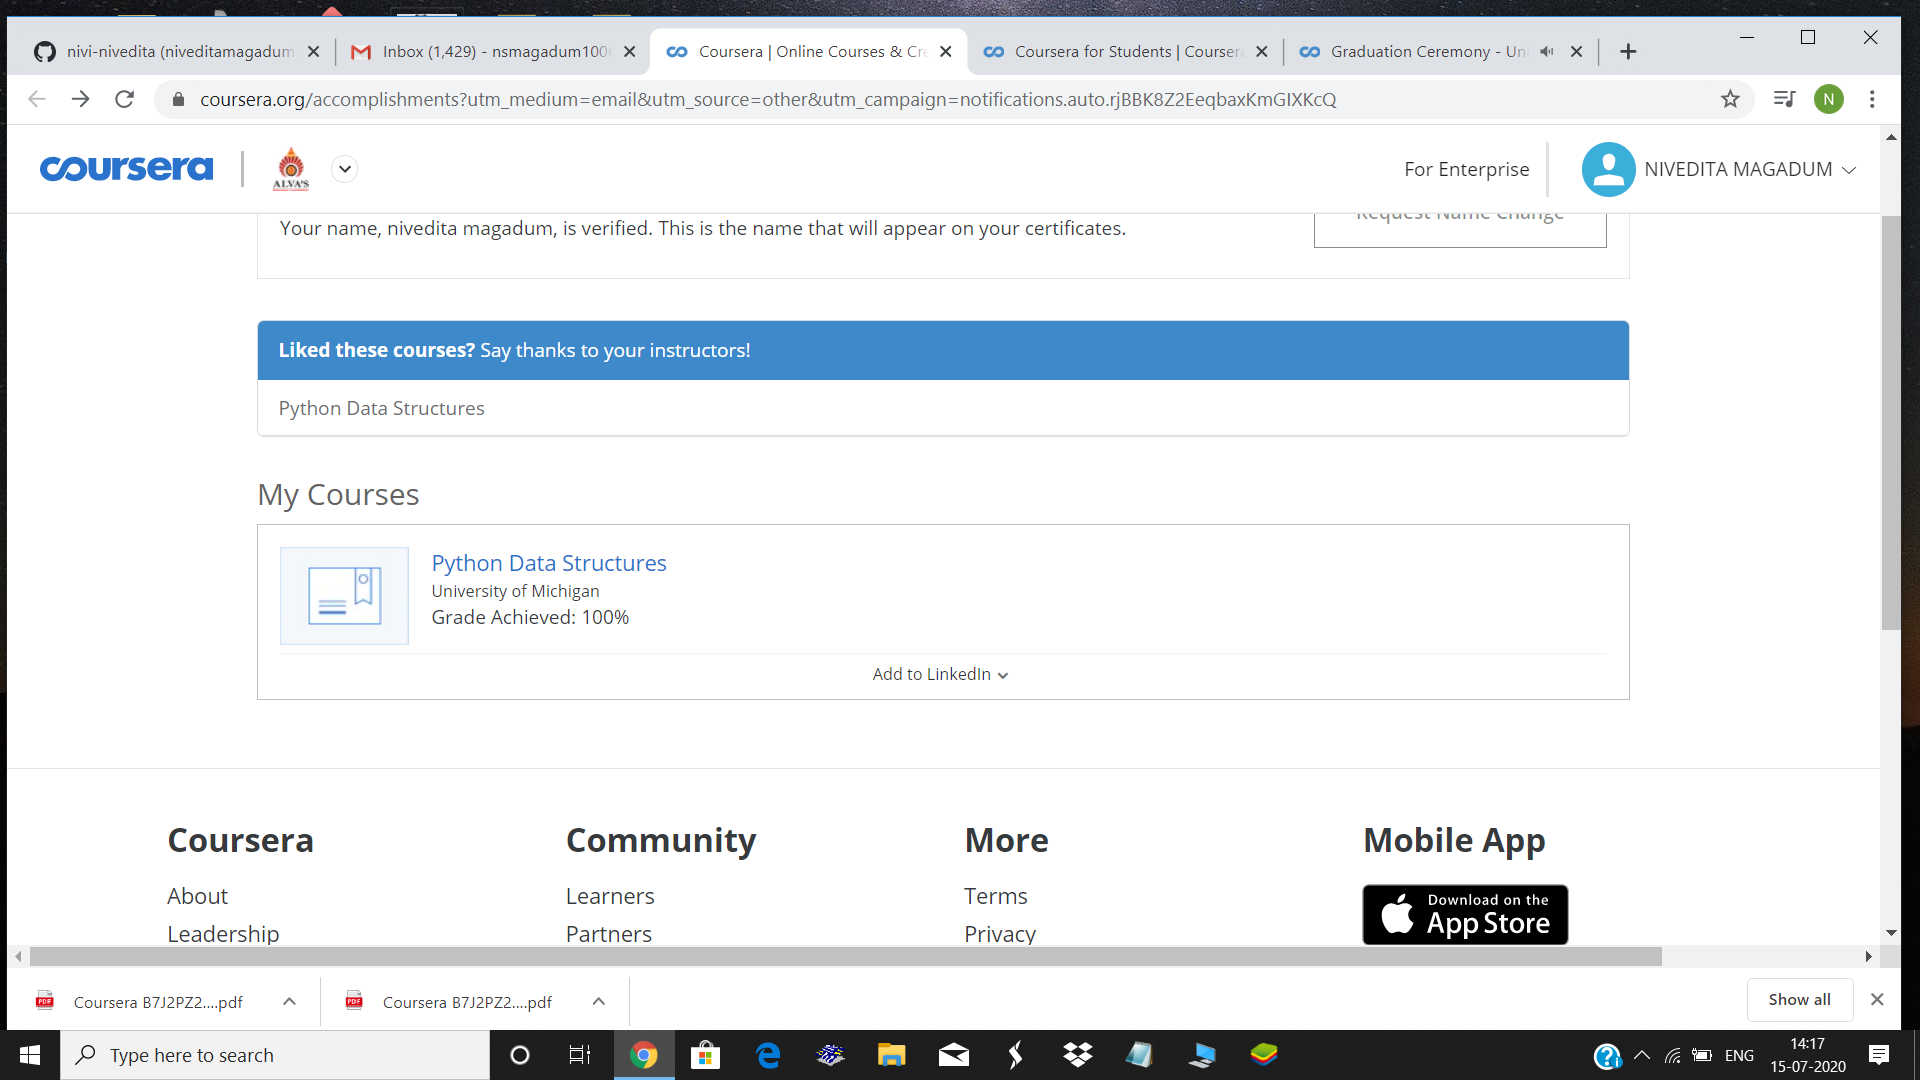 nivi-nivedita (niveditamagadum
Inbox (1,429) - nsmagadum100
Coursera | Online Courses & Cre
Coursera for Students | Coursera
Graduation Ceremony - Uni
coursera.org/accomplishments?utm_medium=email&utm_source=other&utm_campaign=notifications.auto.rjBBK8Z2EeqbaxKmGIXKcQ
N
coursera
ALVA'S
For Enterprise
NIVEDITA MAGADUM
Request Name Change
Your name, nivedita magadum, is verified. This is the name that will appear on your certificates.
Liked these courses? Say thanks to your instructors!
Python Data Structures
My Courses
Python Data Structures
University of Michigan
Grade Achieved: 100%
Add to LinkedIn
Coursera
Community
More
Mobile App
About
Learners
Terms
Download on the
App Store
Leadership
Partners
Privacy
PDF
Coursera B7J2PZ2....pdf
PDF
Coursera B7J2PZ2....pdf
Show all
Type here to search
ENG
14:17
15-07-2020